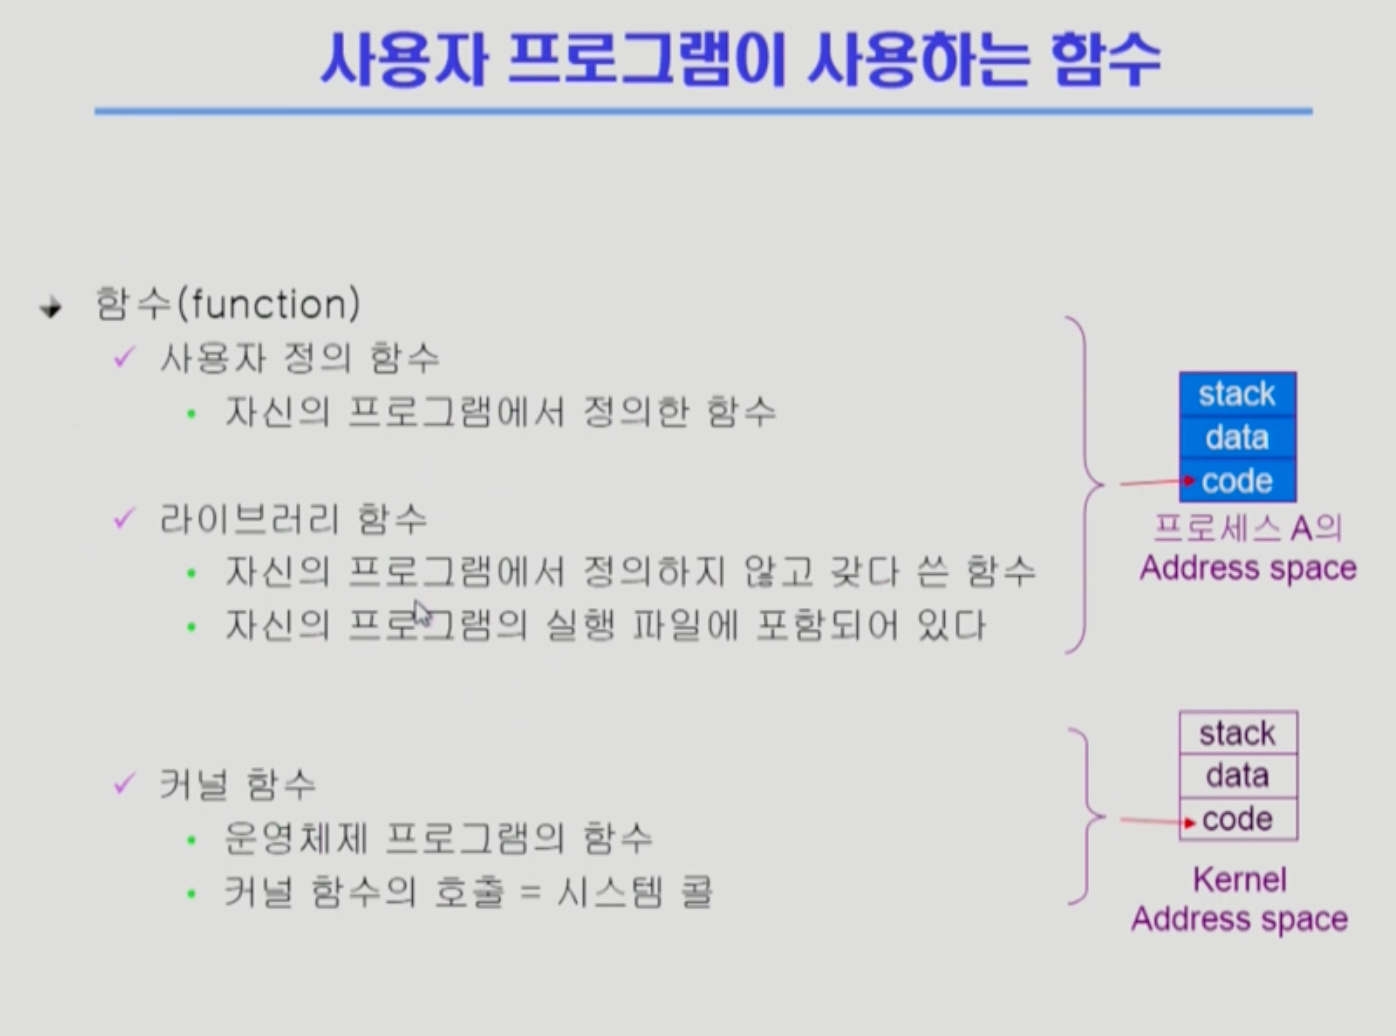 사용자 프로그램이 사용하는 함수
함수(function)
사용자 정의 함수
자신의 프로그램에서 정의한 함수
라이브러리 함수
자신의 프로그램에서 정의하지 않고 갖다 쓴 함수
자신의 프로그램의 실행 파일에 포함되어 있다
stack
data
code
프로세스 A의
Address space
커널 함수
운영체제 프로그램의 함수
커널 함수의 호출 = 시스템 콜
stack
data
code
Kernel
Address space